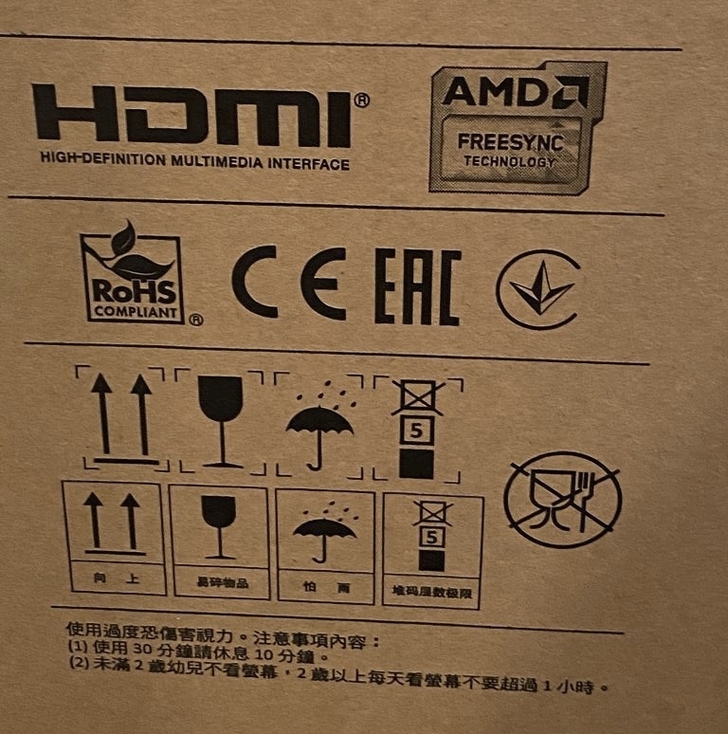 HDMI®
HIGH-DEFINITION MULTIMEDIA INTERFACE
AMD
FREESYNC
TECHNOLOGY
RoHS
COMPLIANT ®
CE EAC
5
5
向 上 易碎物品 怕 雨 堆码层数极限
使用過度恐傷害視力。注意事項內容：
(1) 使用 30 分鐘請休息 10 分鐘。
(2) 未滿 2 歲幼兒不看螢幕，2 歲以上每天看螢幕不要超過 1 小時。